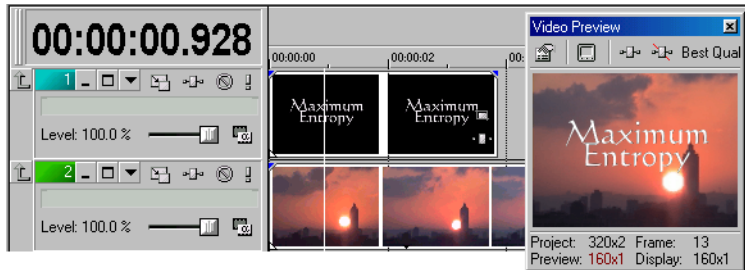 00:00:00.928
00:00:00
00:00:02
00:
1
Maximum
Entropy
Maximum
Entropy
Level: 100.0 %
2
Level: 100.0 %
Video Preview
Best Qual
Maximum
Entropy
Project: 320x2 Frame: 13
Preview: 160x1 Display: 160x1